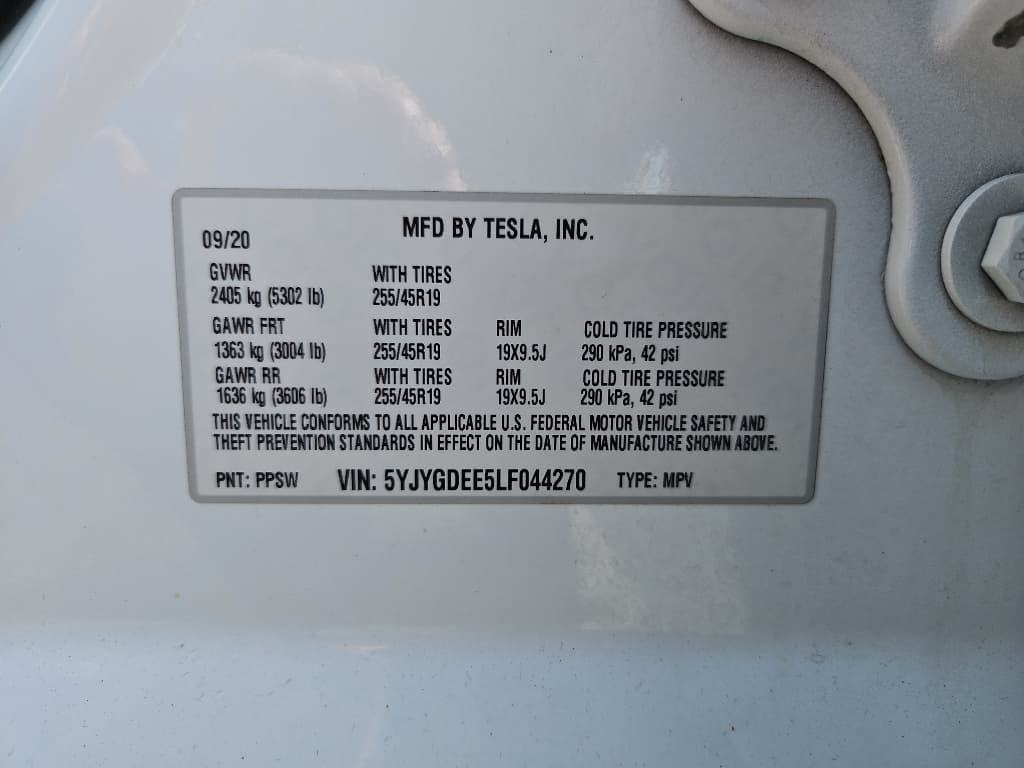 MFD BY TESLA, INC.
09/20
GVWR WITH TIRES
2405 kg (5302 lb) 255/45R19
GAWR FRT WITH TIRES RIM COLD TIRE PRESSURE
1363 kg (3004 lb) 255/45R19 19X9.5J 290 kPa, 42 psi
GAWR RR WITH TIRES RIM COLD TIRE PRESSURE
1636 kg (3606 lb) 255/45R19 19X9.5J 290 kPa, 42 psi
THIS VEHICLE CONFORMS TO ALL APPLICABLE U.S. FEDERAL MOTOR VEHICLE SAFETY AND
THEFT PREVENTION STANDARDS IN EFFECT ON THE DATE OF MANUFACTURE SHOWN ABOVE.
PNT: PPSW VIN: 5YJYGDEE5LF044270 TYPE: MPV